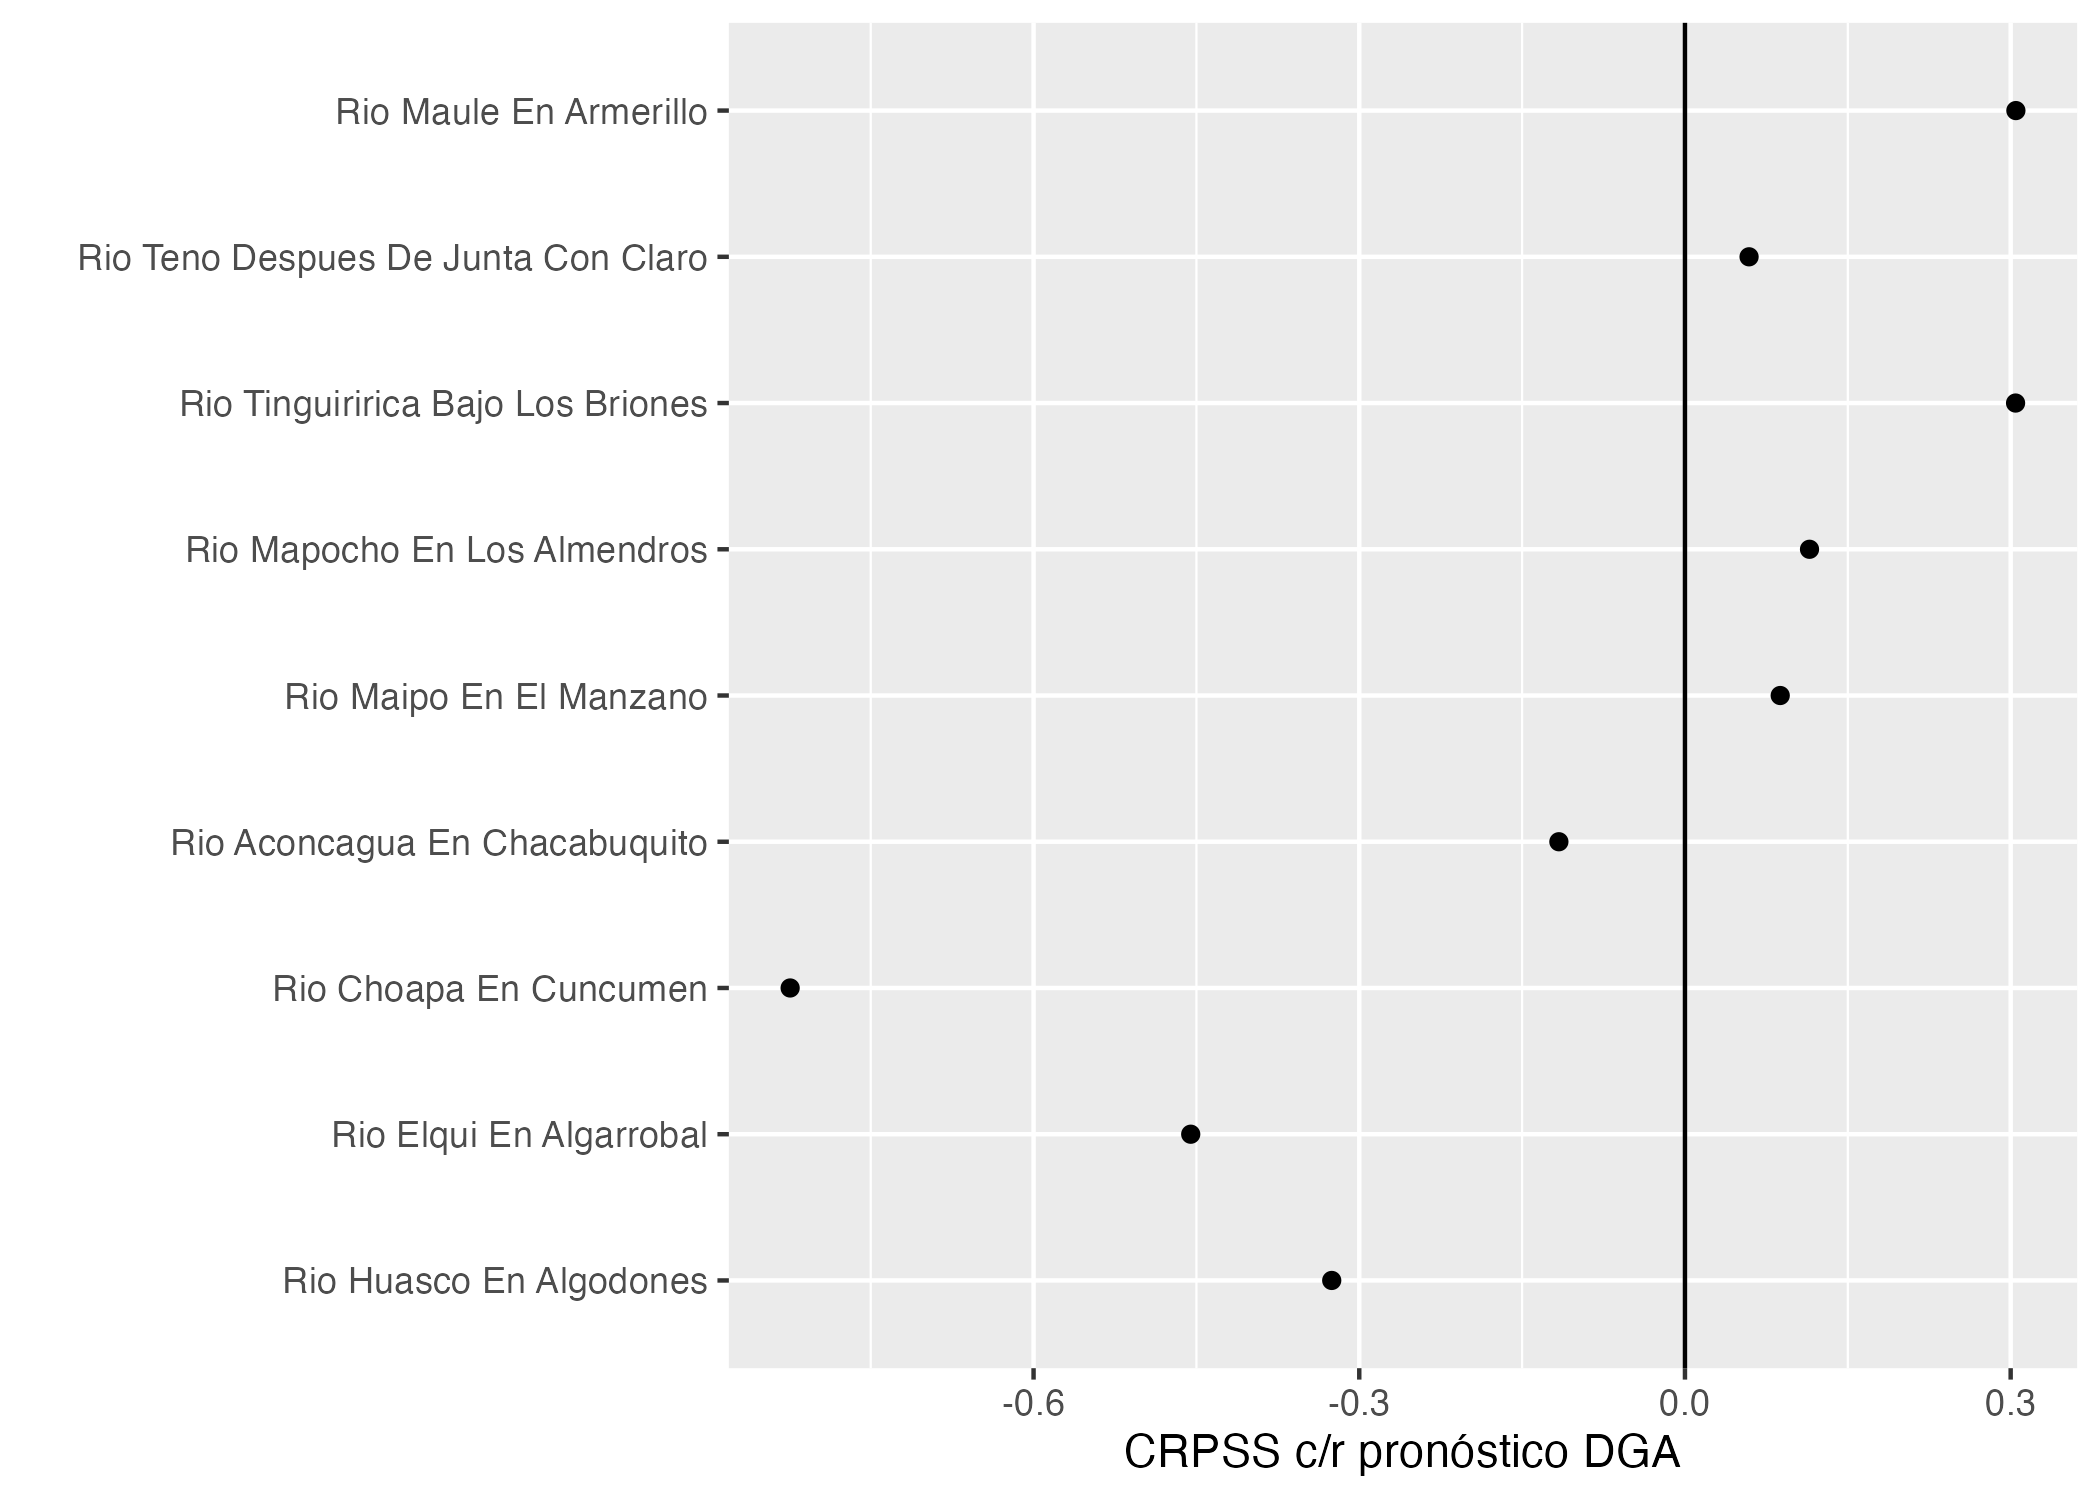 Rio Maule En Armerillo
Rio Teno Despues De Junta Con Claro
Rio Tinguiririca Bajo Los Briones
Rio Mapocho En Los Almendros
Rio Maipo En El Manzano
Rio Aconcagua En Chacabuquito
Rio Choapa En Cuncumen
Rio Elqui En Algarrobal
Rio Huasco En Algodones
-0.6 -0.3 0.0 0.3
CRPSS c/r pronóstico DGA